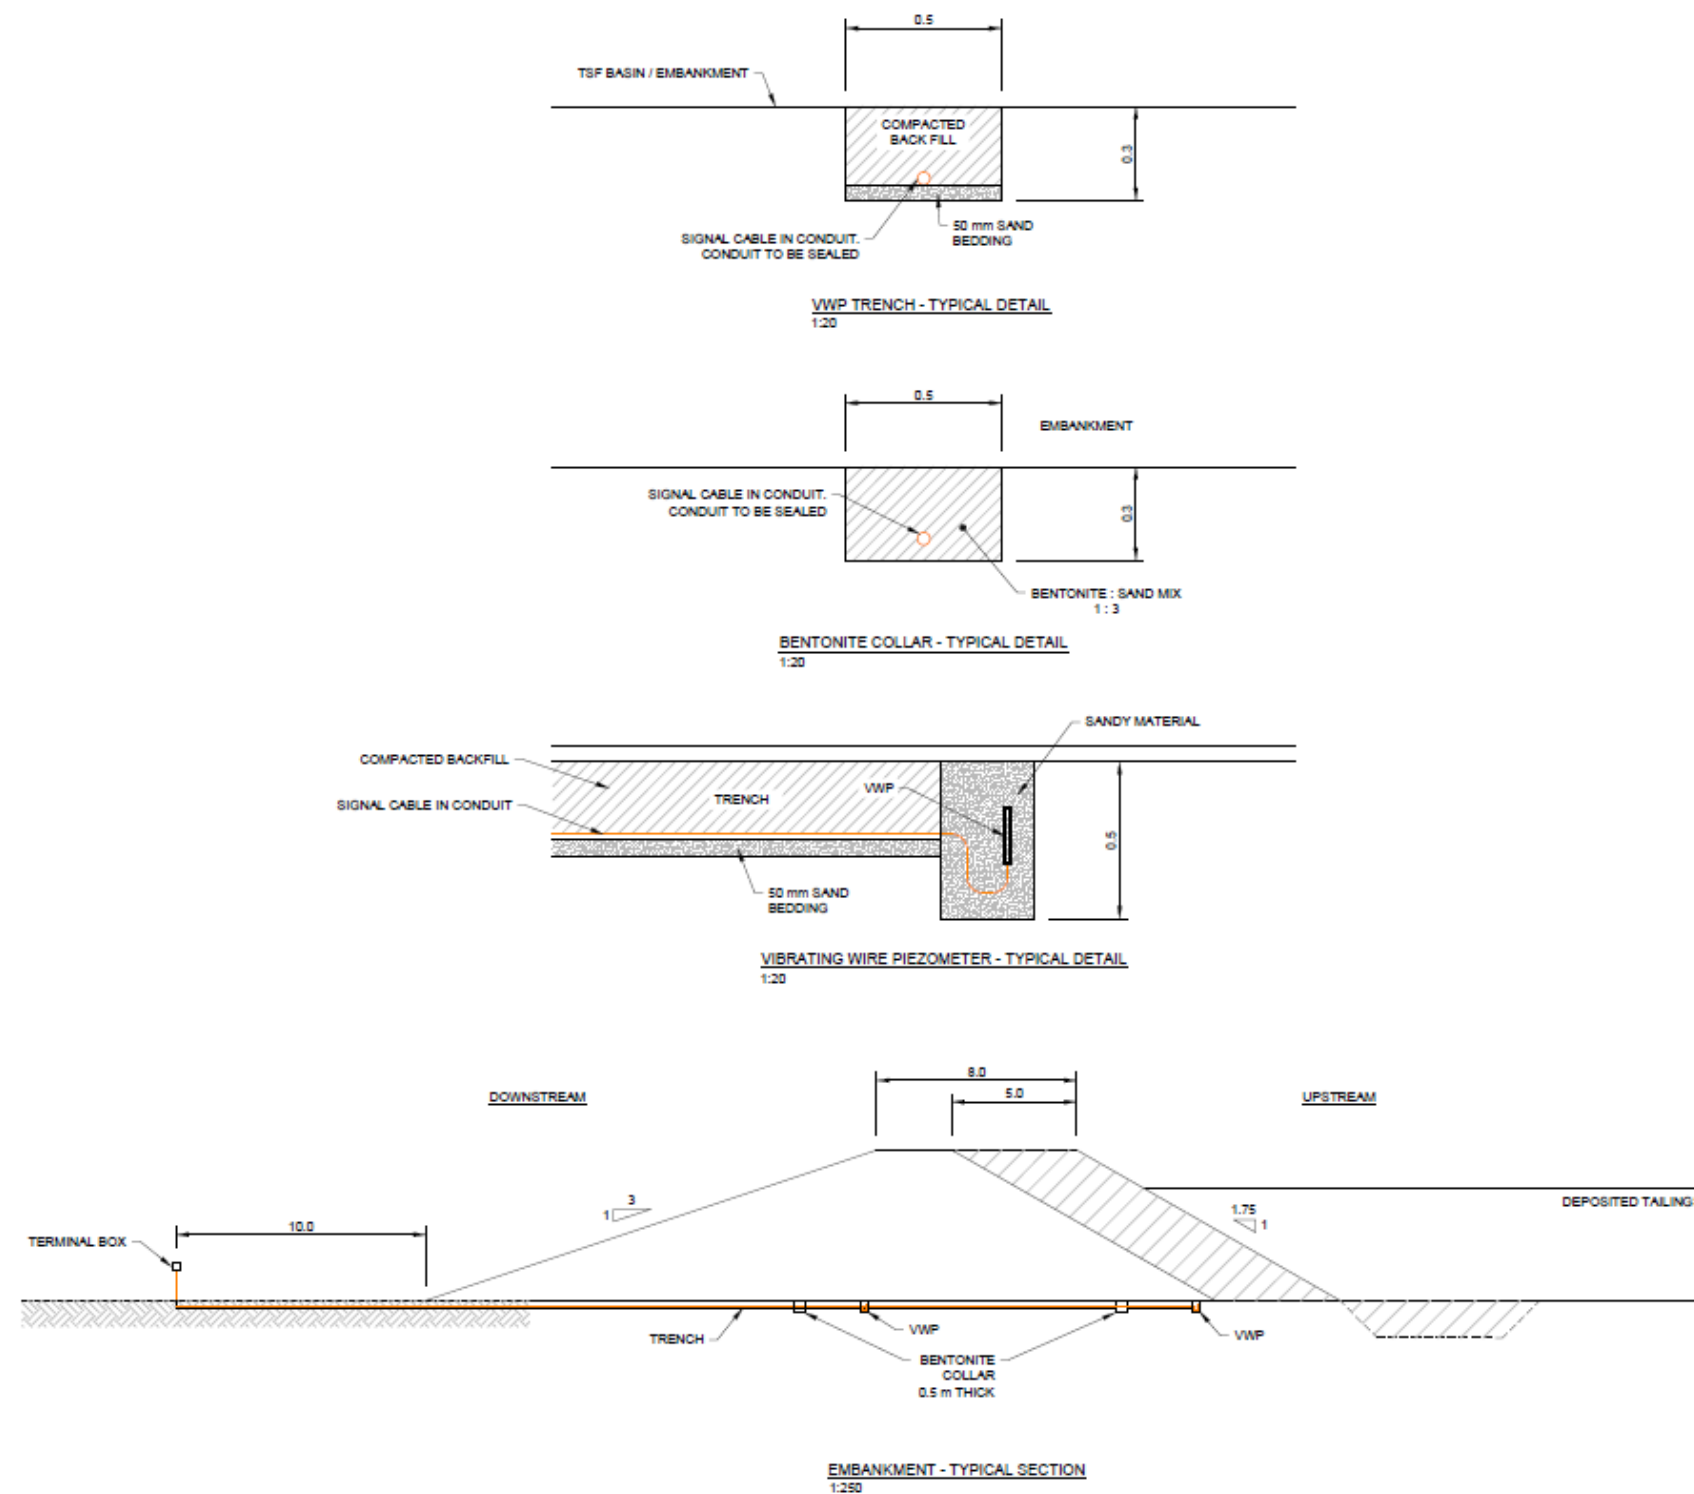 0.5
TSF BASIN / EMBANKMENT
COMPACTED
BACK FILL
0.3
SIGNAL CABLE IN CONDUIT.
CONDUIT TO BE SEALED
50 mm SAND
BEDDING
VWP TRENCH - TYPICAL DETAIL
1:20
0.5
EMBANKMENT
SIGNAL CABLE IN CONDUIT.
CONDUIT TO BE SEALED
0.3
BENTONITE : SAND MIX
1 : 3
BENTONITE COLLAR - TYPICAL DETAIL
1:20
SANDY MATERIAL
COMPACTED BACKFILL
VWP
TRENCH
SIGNAL CABLE IN CONDUIT
0.5
50 mm SAND
BEDDING
VIBRATING WIRE PIEZOMETER - TYPICAL DETAIL
1:20
8.0
DOWNSTREAM
5.0
UPSTREAM
3
1
1.75
1
DEPOSITED TAILING
10.0
TERMINAL BOX
TRENCH
VWP
VWP
BENTONITE
COLLAR
0.5 m THICK
EMBANKMENT - TYPICAL SECTION
1:250